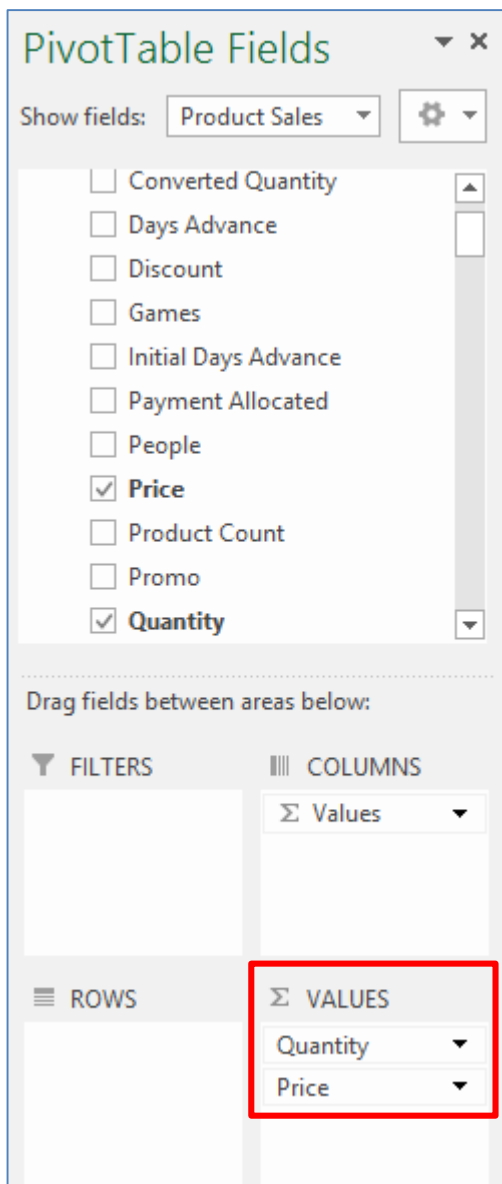 PivotTable Fields
Show fields: Product Sales
Converted Quantity
Days Advance
Discount
Games
Initial Days Advance
Payment Allocated
People
Price
Product Count
Promo
Quantity
Drag fields between areas below:
FILTERS
COLUMNS
Σ Values
ROWS
Σ VALUES
Quantity
Price